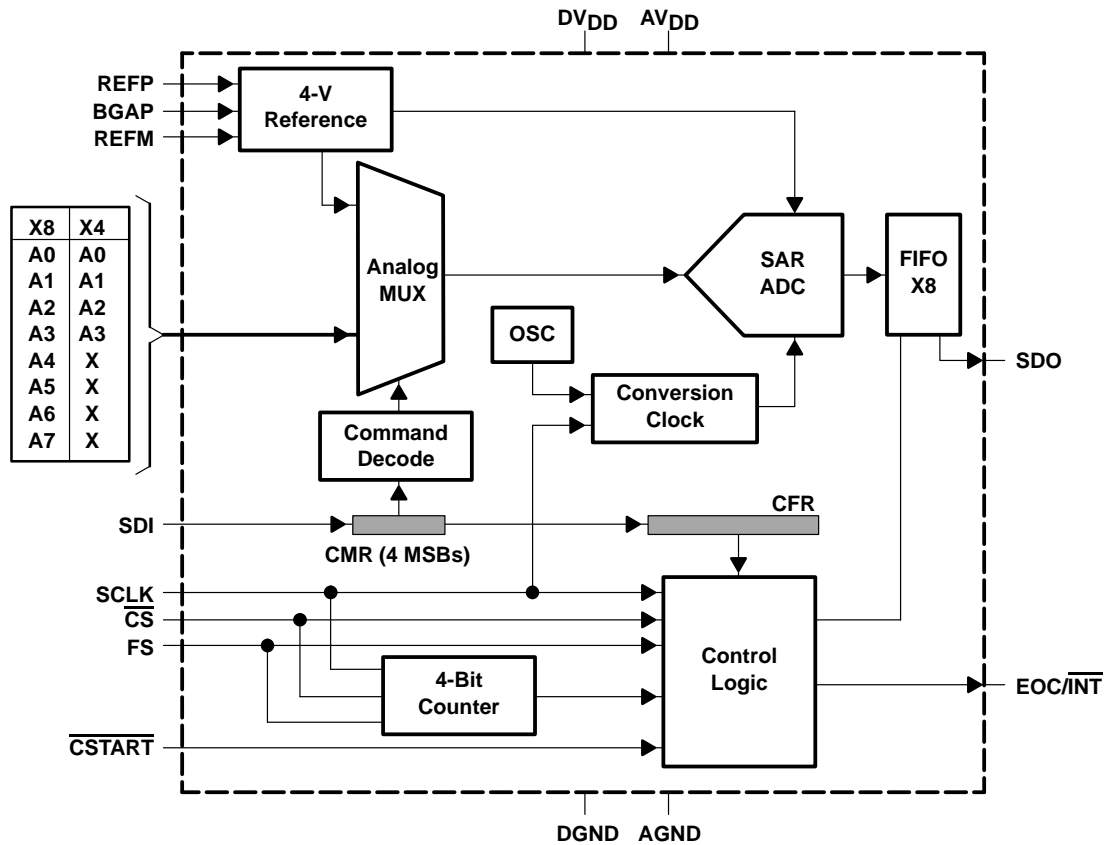 DVDD AVDD
REFP
BGAP
REFM
4-V
Reference
X8 X4
A0 A0
A1 A1
A2 A2
A3 A3
A4 X
A5 X
A6 X
A7 X
Analog
MUX
SAR
ADC
FIFO
X8
OSC
SDO
Conversion
Clock
Command
Decode
SDI
CFR
CMR (4 MSBs)
SCLK
CS
FS
Control
Logic
4-Bit
Counter
EOC/INT
CSTART
DGND AGND